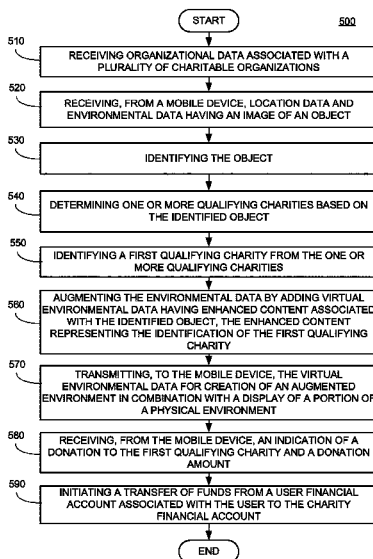 START
500
510
RECEIVING ORGANIZATIONAL DATA ASSOCIATED WITH A
PLURALITY OF CHARITABLE ORGANIZATIONS
520
RECEIVING, FROM A MOBILE DEVICE, LOCATION DATA AND
ENVIRONMENTAL DATA HAVING AN IMAGE OF AN OBJECT
530
IDENTIFYING THE OBJECT
540
DETERMINING ONE OR MORE QUALIFYING CHARITIES BASED ON
THE IDENTIFIED OBJECT
550
IDENTIFYING A FIRST QUALIFYING CHARITY FROM THE ONE OR
MORE QUALIFYING CHARITIES
560
AUGMENTING THE ENVIRONMENTAL DATA BY ADDING VIRTUAL
ENVIRONMENTAL DATA HAVING ENHANCED CONTENT ASSOCIATED
WITH THE IDENTIFIED OBJECT, THE ENHANCED CONTENT
REPRESENTING THE IDENTIFICATION OF THE FIRST QUALIFYING
CHARITY
570
TRANSMITTING, TO THE MOBILE DEVICE, THE VIRTUAL
ENVIRONMENTAL DATA FOR CREATION OF AN AUGMENTED
ENVIRONMENT IN COMBINATION WITH A DISPLAY OF A PORTION OF
A PHYSICAL ENVIRONMENT
580
RECEIVING, FROM THE MOBILE DEVICE, AN INDICATION OF A
DONATION TO THE FIRST QUALIFYING CHARITY AND A DONATION
AMOUNT
590
INITIATING A TRANSFER OF FUNDS FROM A USER FINANCIAL
ACCOUNT ASSOCIATED WITH THE USER TO THE CHARITY
FINANCIAL ACCOUNT
END